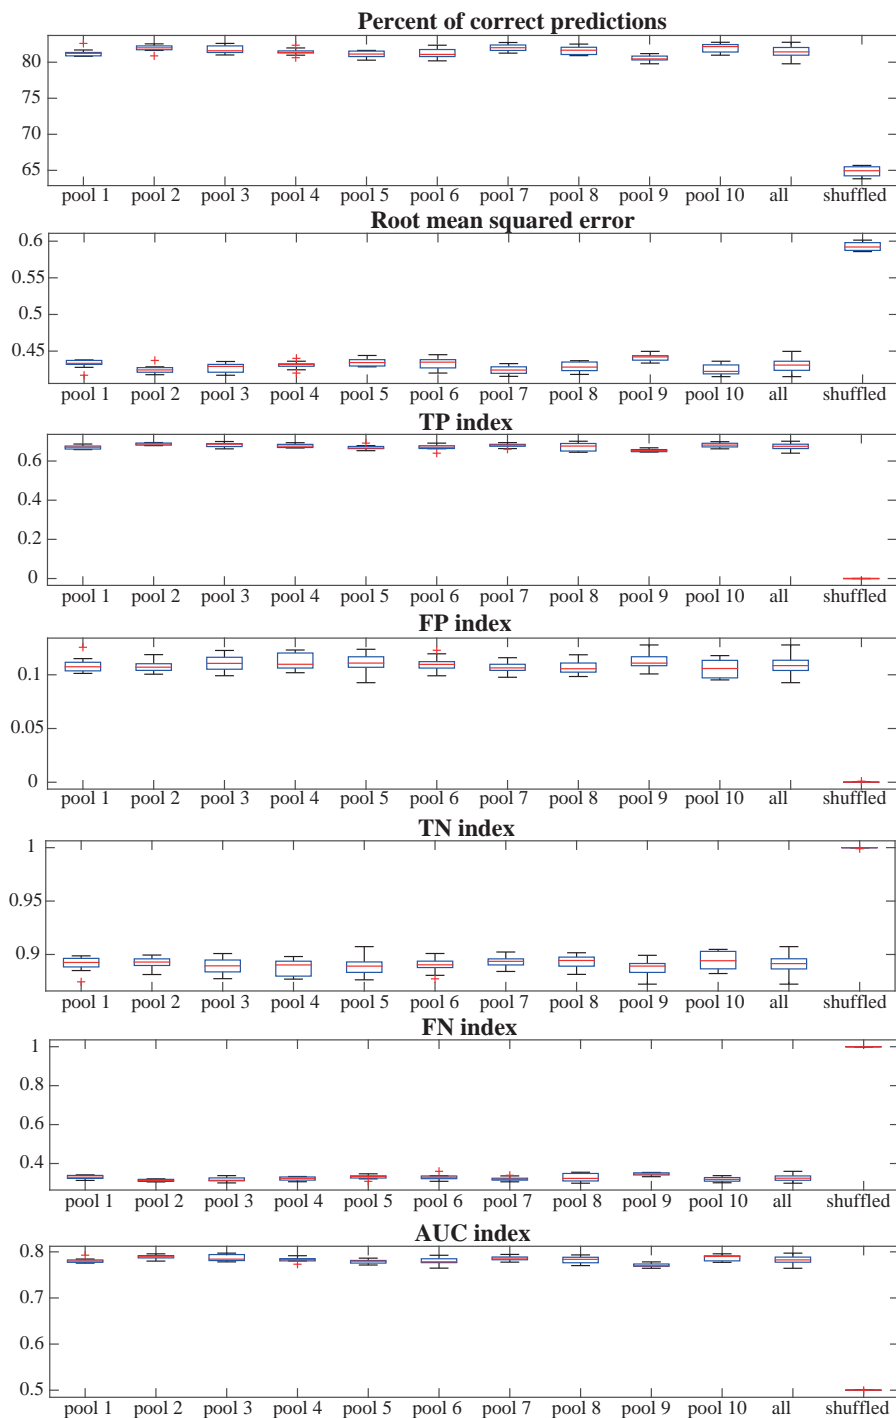 Percent of correct predictions
80
75
70
65
pool 1 pool 2 pool 3 pool 4 pool 5 pool 6 pool 7 pool 8 pool 9 pool 10 all shuffled
Root mean squared error
0.6
0.55
0.5
0.45
pool 1 pool 2 pool 3 pool 4 pool 5 pool 6 pool 7 pool 8 pool 9 pool 10 all shuffled
TP index
0.6
0.4
0.2
0
pool 1 pool 2 pool 3 pool 4 pool 5 pool 6 pool 7 pool 8 pool 9 pool 10 all shuffled
FP index
0.1
0.05
0
pool 1 pool 2 pool 3 pool 4 pool 5 pool 6 pool 7 pool 8 pool 9 pool 10 all shuffled
TN index
1
0.95
0.9
pool 1 pool 2 pool 3 pool 4 pool 5 pool 6 pool 7 pool 8 pool 9 pool 10 all shuffled
FN index
1
0.8
0.6
0.4
pool 1 pool 2 pool 3 pool 4 pool 5 pool 6 pool 7 pool 8 pool 9 pool 10 all shuffled
AUC index
0.8
0.7
0.6
0.5
pool 1 pool 2 pool 3 pool 4 pool 5 pool 6 pool 7 pool 8 pool 9 pool 10 all shuffled